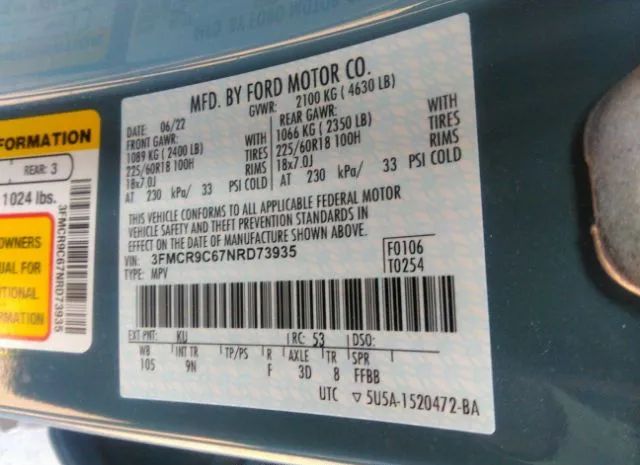 MFD. BY FORD MOTOR CO.
DATE: 06/22 GVWR: 2100 KG ( 4630 LB)
FRONT GAWR: REAR GAWR:
1089 KG (2400 LB) WITH 1066 KG ( 2350 LB) WITH
225/60R18 100H TIRES 225/60R18 100H TIRES
18x7.0J RIMS 18x7.0J RIMS
AT 230 kPa/ 33 PSI COLD AT 230 kPa/ 33 PSI COLD
THIS VEHICLE CONFORMS TO ALL APPLICABLE FEDERAL MOTOR
VEHICLE SAFETY AND THEFT PREVENTION STANDARDS IN
EFFECT ON THE DATE OF MANUFACTURE SHOWN ABOVE.
VIN: 3FMCR9C67NRD73935 F0106
TYPE: MPV T0254
EXT PNT: KU RC: 53 DSO:
WB INT TR TP/PS R AXLE TR SPR
105 9N F 3D 8 FFBB
UTC ▽ 5U5A-1520472-BA
FORMATION
REAR: 3
1024 lbs.
OWNERS
UAL FOR
ITIONAL
RMATION
3FMCR9C67NRD73935